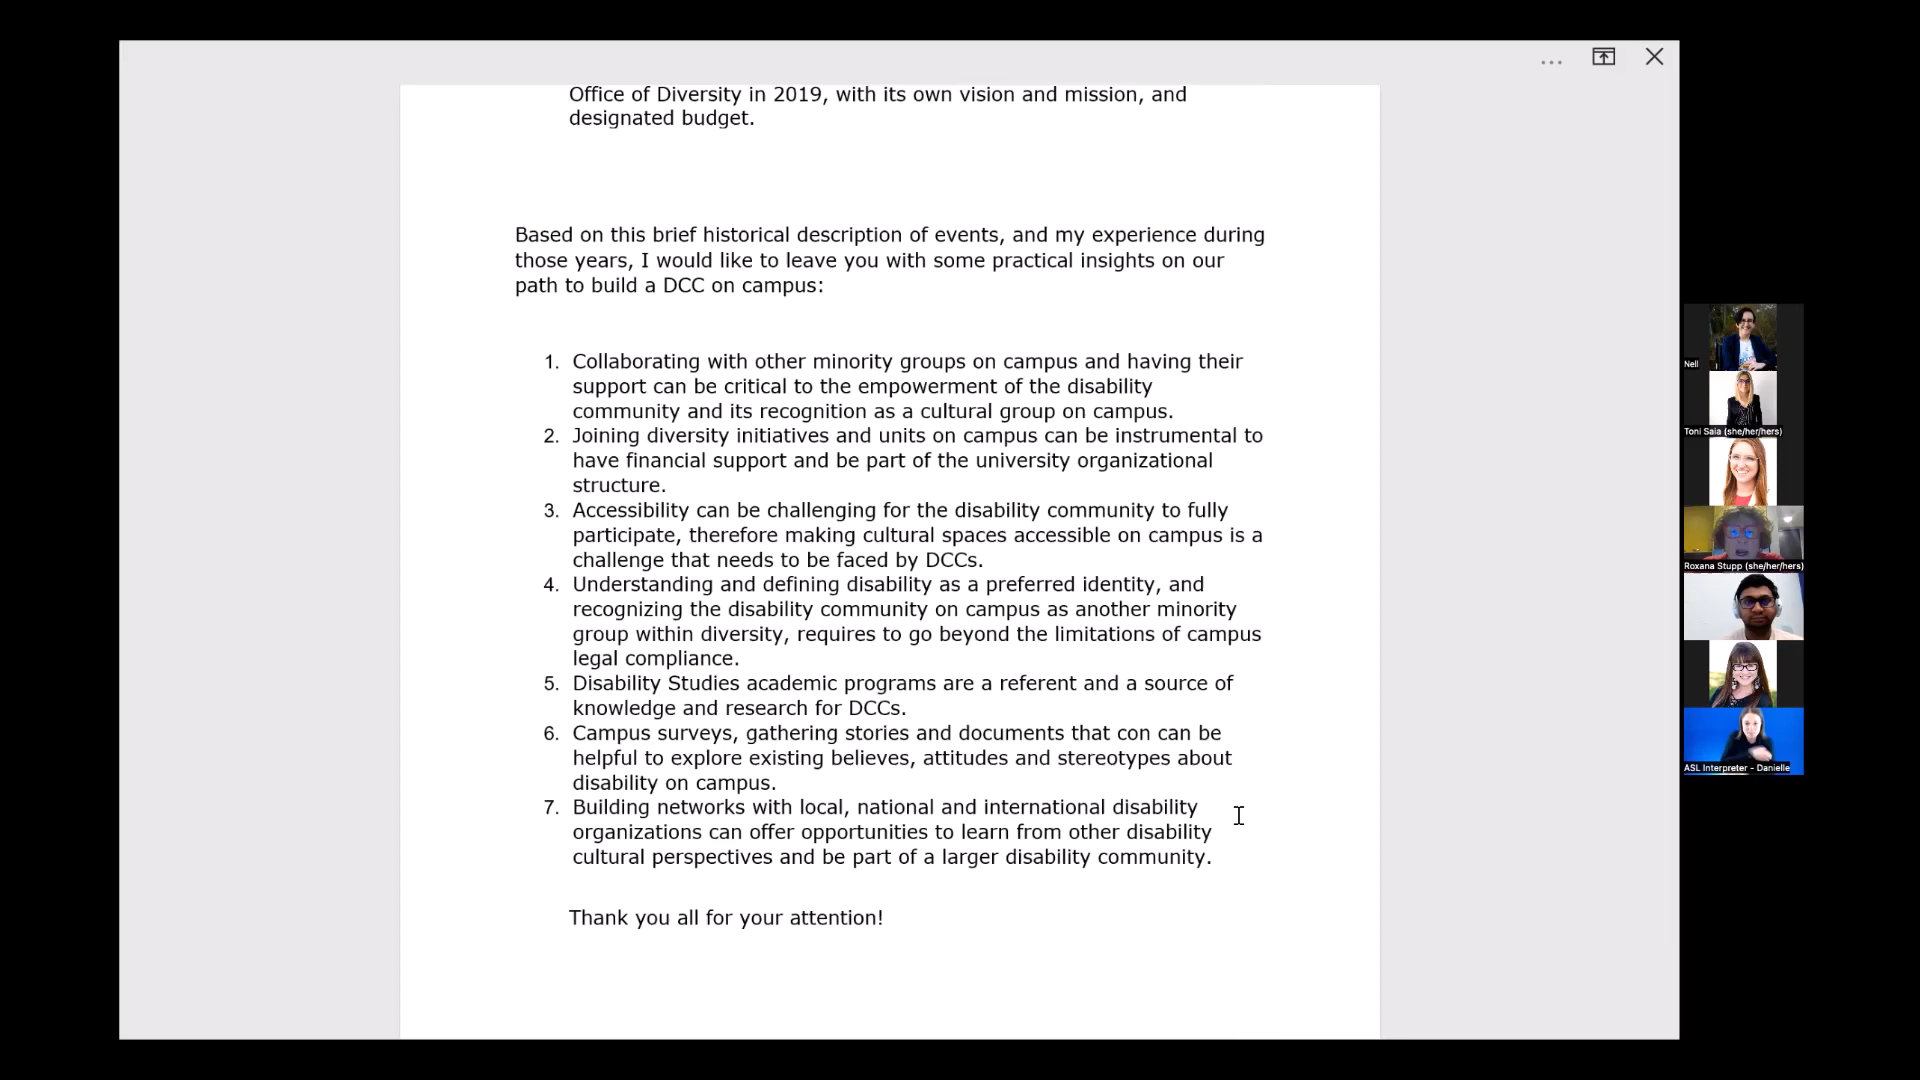 Office of Diversity in 2019, with its own vision and mission, and
designated budget.
Based on this brief historical description of events, and my experience during
those years, I would like to leave you with some practical insights on our
path to build a DCC on campus:
1. Collaborating with other minority groups on campus and having their
support can be critical to the empowerment of the disability
community and its recognition as a cultural group on campus.
2. Joining diversity initiatives and units on campus can be instrumental to
have financial support and be part of the university organizational
structure.
3. Accessibility can be challenging for the disability community to fully
participate, therefore making cultural spaces accessible on campus is a
challenge that needs to be faced by DCCs.
4. Understanding and defining disability as a preferred identity, and
recognizing the disability community on campus as another minority
group within diversity, requires to go beyond the limitations of campus
legal compliance.
5. Disability Studies academic programs are a referent and a source of
knowledge and research for DCCs.
6. Campus surveys, gathering stories and documents that con can be
helpful to explore existing believes, attitudes and stereotypes about
disability on campus.
7. Building networks with local, national and international disability
organizations can offer opportunities to learn from other disability
cultural perspectives and be part of a larger disability community.
Thank you all for your attention!
Nell
Toni Saia (she/her/hers)
Roxana Stupp (she/her/hers)
ASL Interpreter - Danielle